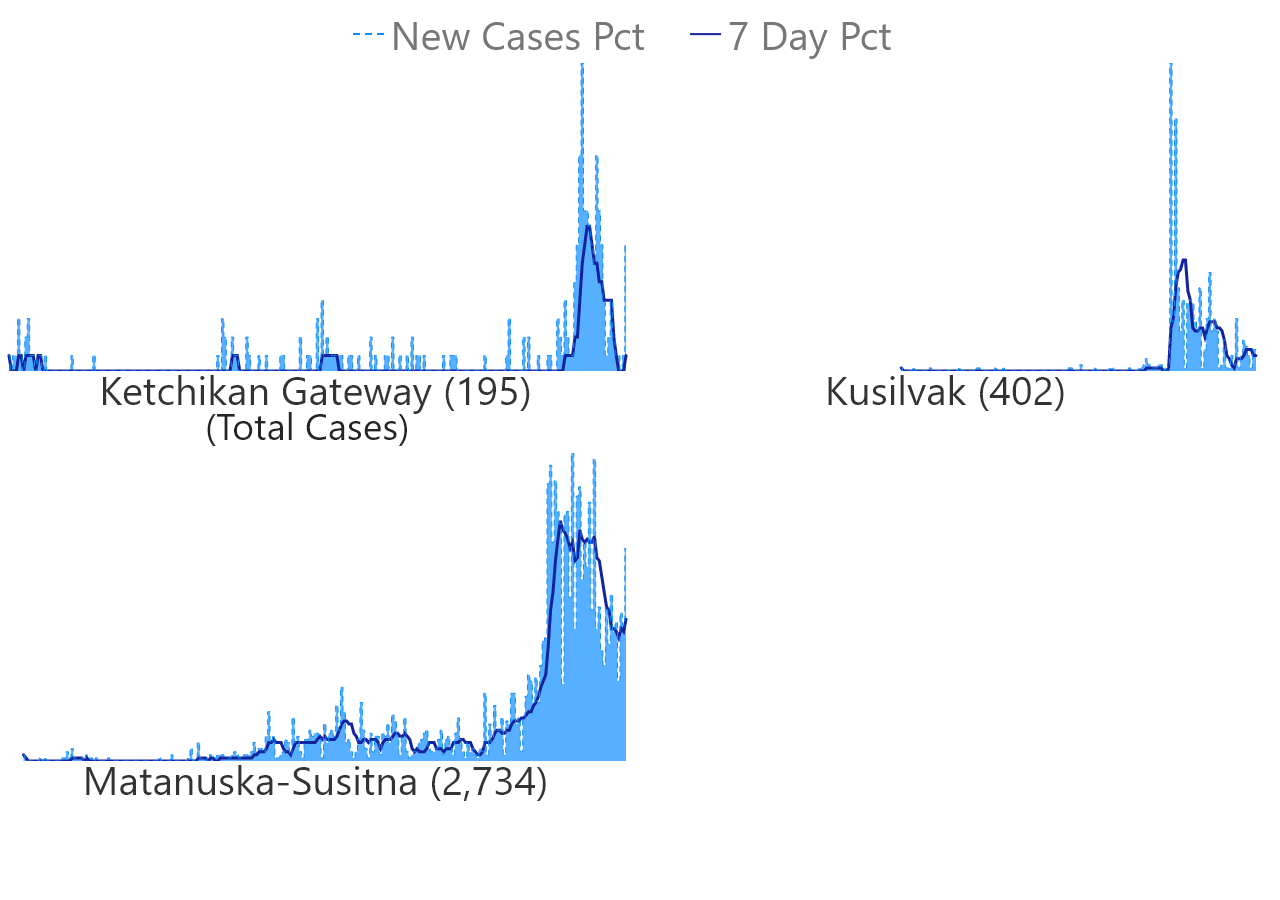 New Cases Pct 7 Day Pct
Ketchikan Gateway (195)
(Total Cases)
Kusilvak (402)
Matanuska-Susitna (2,734)